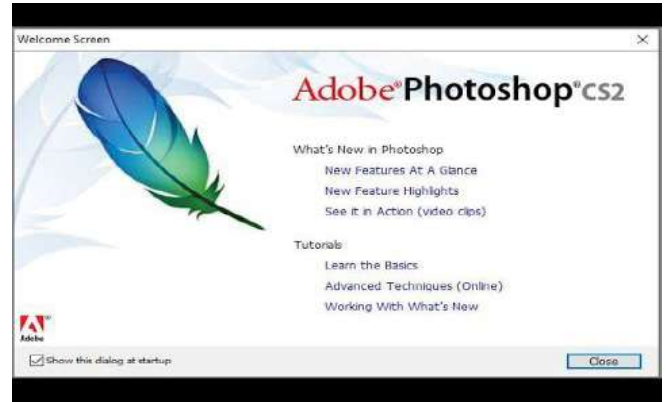 Welcome Screen
Adobe® Photoshop® CS2
What's New in Photoshop
New Features At A Glance
New Feature Highlights
See it in Action (video clips)
Tutorials
Learn the Basics
Advanced Techniques (Online)
Working With What's New
Adobe
Show this dialog at startup
Close